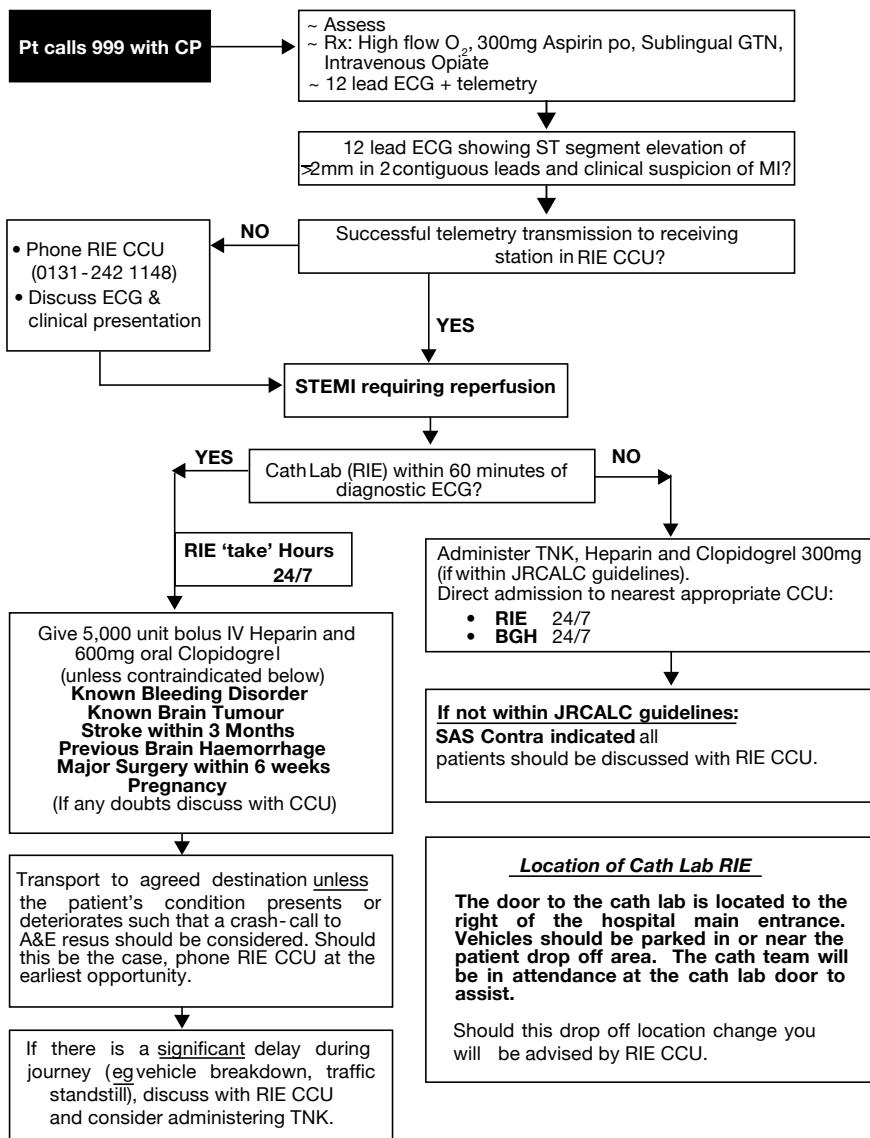 Pt calls 999 with CP
~ Assess
~ Rx: High flow O2, 300mg Aspirin po, Sublingual GTN,
Intravenous Opiate
~ 12 lead ECG + telemetry
12 lead ECG showing ST segment elevation of
>2mm in 2 contiguous leads and clinical suspicion of MI?
Successful telemetry transmission to receiving
station in RIE CCU?
NO
• Phone RIE CCU
(0131-242 1148)
• Discuss ECG &
clinical presentation
YES
STEMI requiring reperfusion
Cath Lab (RIE) within 60 minutes of
diagnostic ECG?
YES
NO
RIE ‘take’ Hours
24/7
Give 5,000 unit bolus IV Heparin and
600mg oral Clopidogrel
(unless contraindicated below)
Known Bleeding Disorder
Known Brain Tumour
Stroke within 3 Months
Previous Brain Haemorrhage
Major Surgery within 6 weeks
Pregnancy
(If any doubts discuss with CCU)
Transport to agreed destination unless
the patient’s condition presents or
deteriorates such that a crash-call to
A&E resus should be considered. Should
this be the case, phone RIE CCU at the
earliest opportunity.
If there is a significant delay during
journey (eg vehicle breakdown, traffic
standstill), discuss with RIE CCU
and consider administering TNK.
Administer TNK, Heparin and Clopidogrel 300mg
(if within JRCALC guidelines).
Direct admission to nearest appropriate CCU:
• RIE 24/7
• BGH 24/7
If not within JRCALC guidelines:
SAS Contra indicated all
patients should be discussed with RIE CCU.
Location of Cath Lab RIE
The door to the cath lab is located to the
right of the hospital main entrance.
Vehicles should be parked in or near the
patient drop off area. The cath team will
be in attendance at the cath lab door to
assist.
Should this drop off location change you
will be advised by RIE CCU.